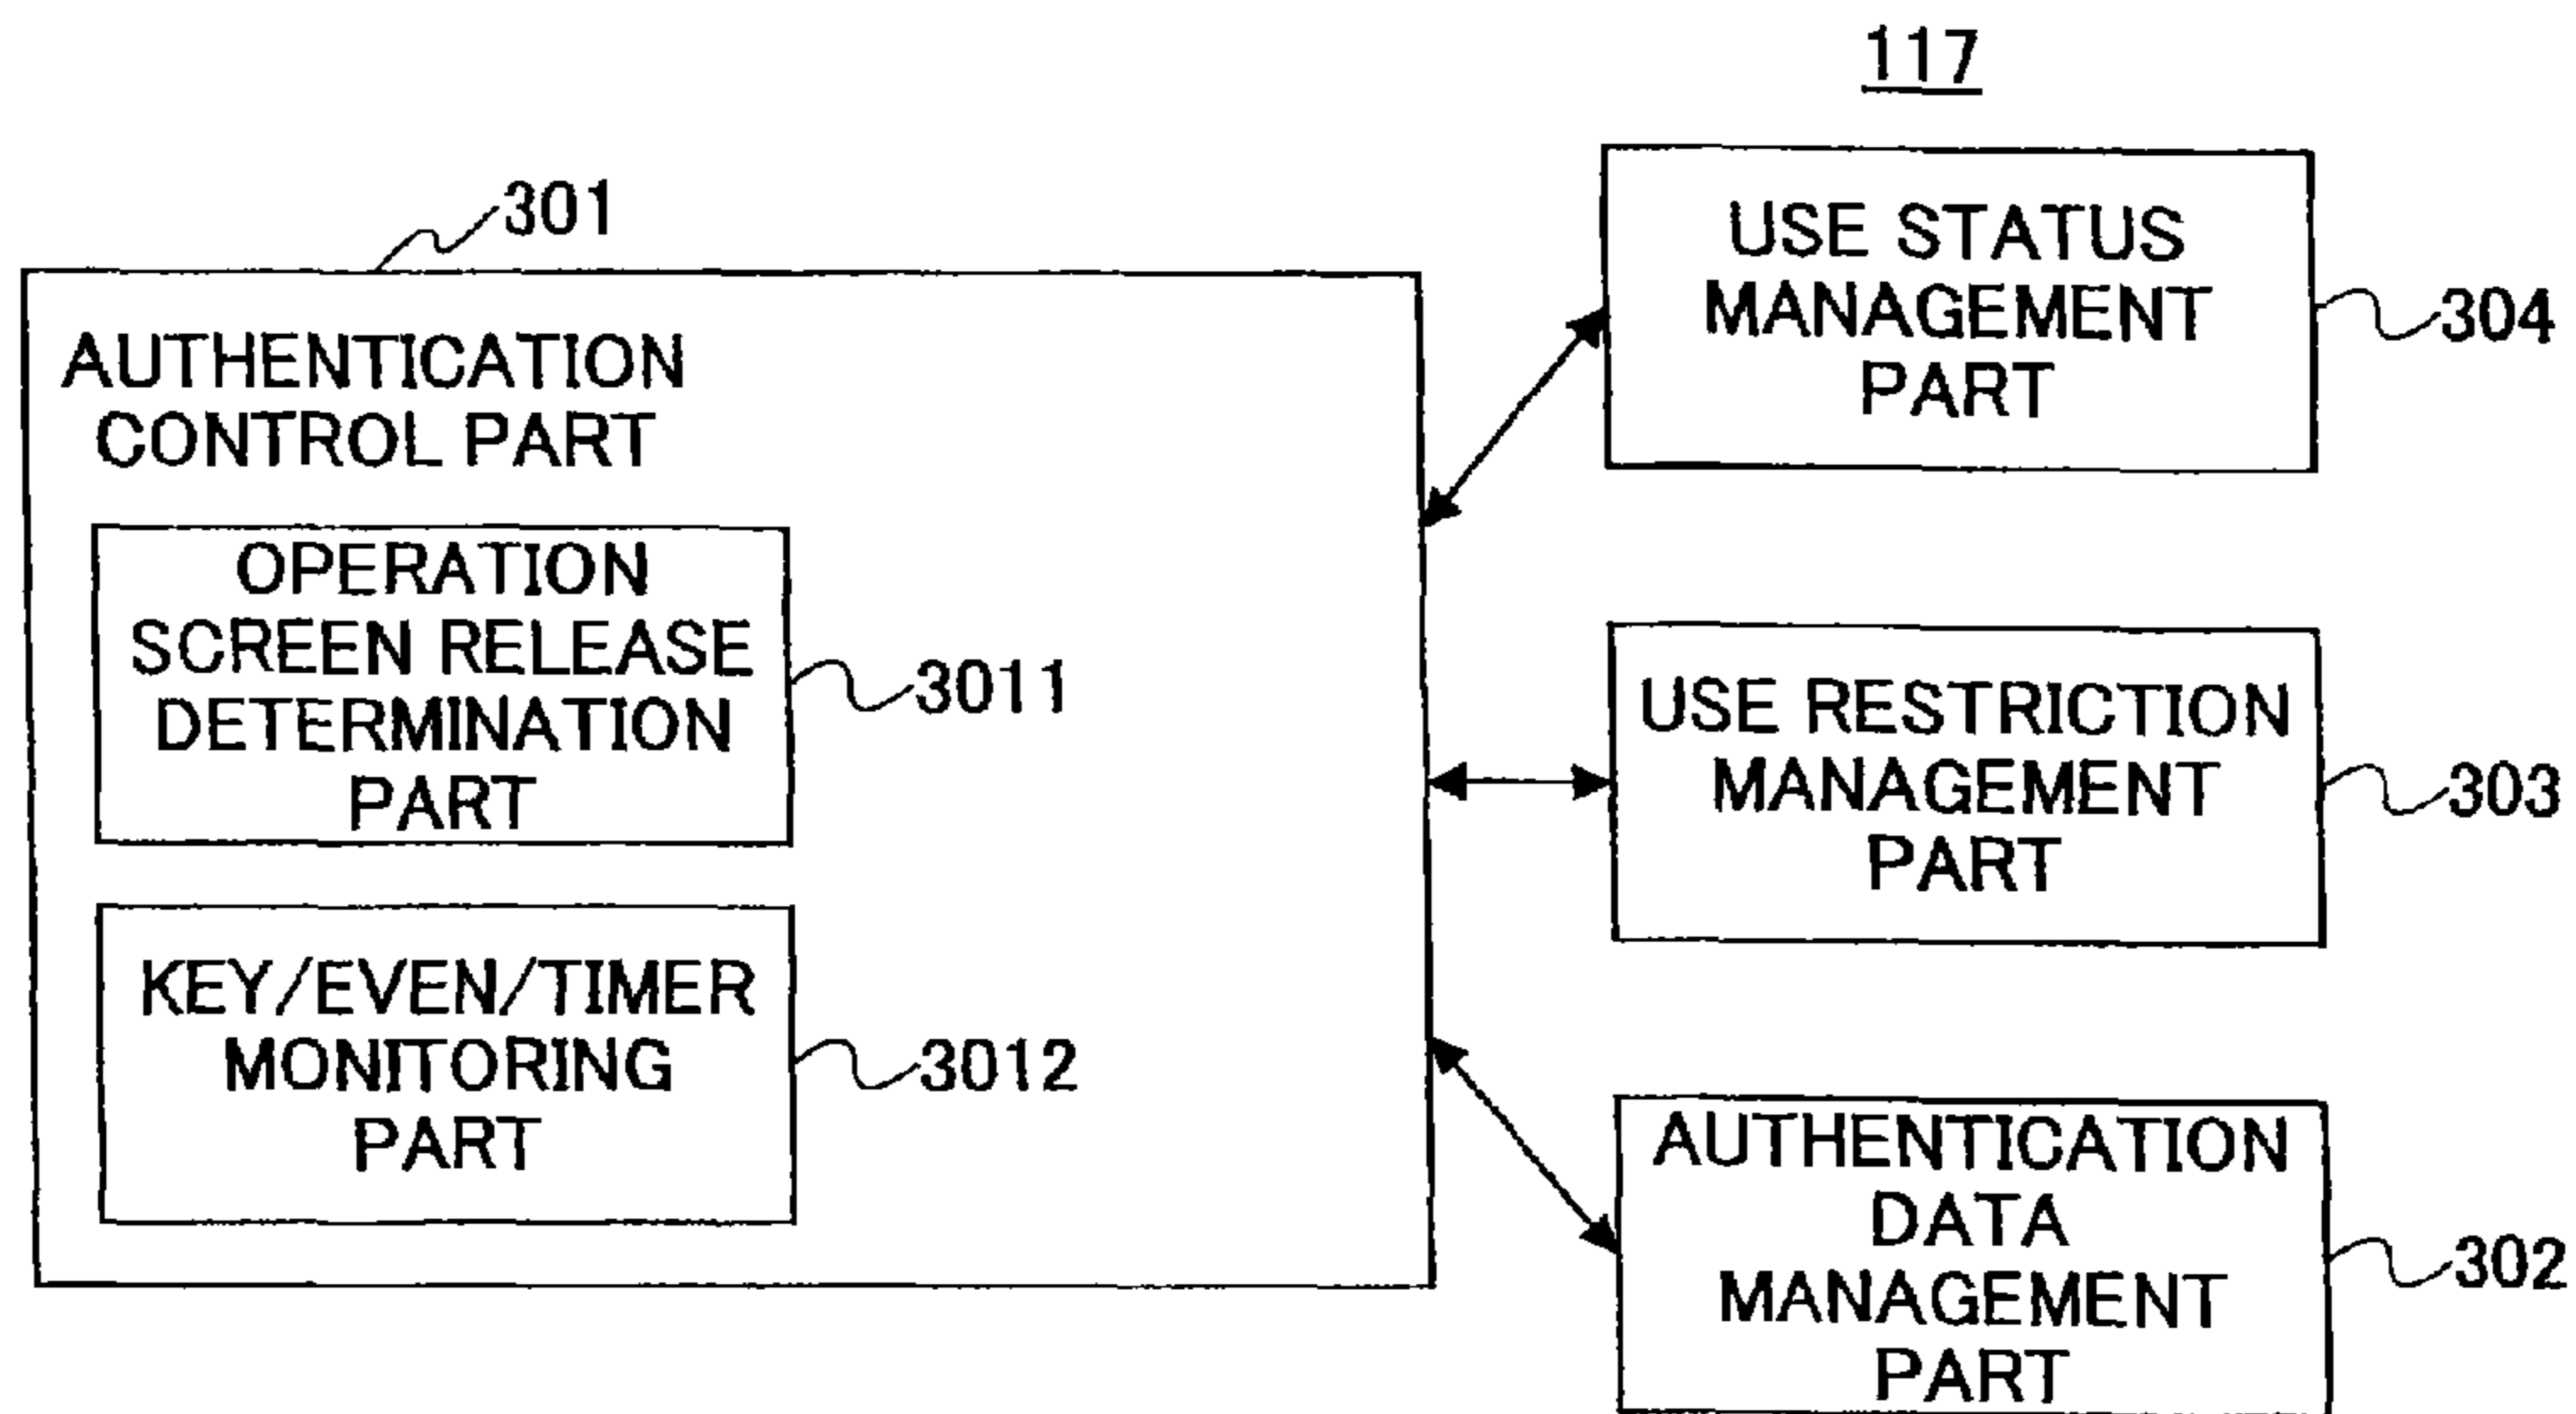 117
301
AUTHENTICATION
CONTROL PART
OPERATION
SCREEN RELEASE
DETERMINATION
PART
3011
KEY/EVEN/TIMER
MONITORING
PART
3012
USE STATUS
MANAGEMENT
PART
304
USE RESTRICTION
MANAGEMENT
PART
303
AUTHENTICATION
DATA
MANAGEMENT
PART
302